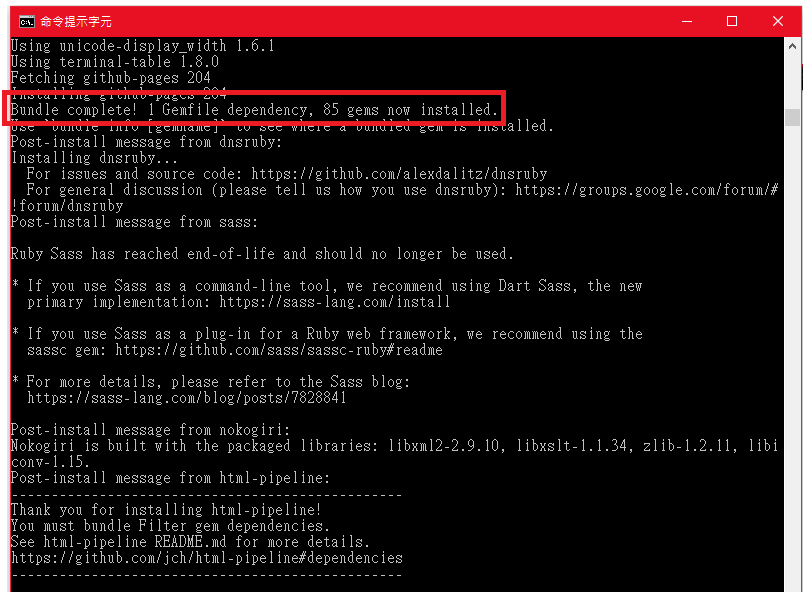 命令提示字元
Using unicode-display_width 1.6.1
Using terminal-table 1.8.0
Fetching github-pages 204
Installing github-pages 204
Bundle complete! 1 Gemfile dependency, 85 gems now installed.
Use `bundle info [gemname]` to see where a bundled gem is installed.
Post-install message from dnsruby:
Installing dnsruby...
  For issues and source code: https://github.com/alexdalitz/dnsruby
  For general discussion (please tell us how you use dnsruby): https://groups.google.com/forum/#
!forum/dnsruby
Post-install message from sass:

Ruby Sass has reached end-of-life and should no longer be used.

* If you use Sass as a command-line tool, we recommend using Dart Sass, the new
  primary implementation: https://sass-lang.com/install

* If you use Sass as a plug-in for a Ruby web framework, we recommend using the
  sassc gem: https://github.com/sass/sassc-ruby#readme

* For more details, please refer to the Sass blog:
  https://sass-lang.com/blog/posts/7828841

Post-install message from nokogiri:
Nokogiri is built with the packaged libraries: libxml2-2.9.10, libxslt-1.1.34, zlib-1.2.11, libi
conv-1.15.
Post-install message from html-pipeline:
-------------------------------------------------
Thank you for installing html-pipeline!
You must bundle Filter gem dependencies.
See html-pipeline README.md for more details.
https://github.com/jch/html-pipeline#dependencies
-------------------------------------------------